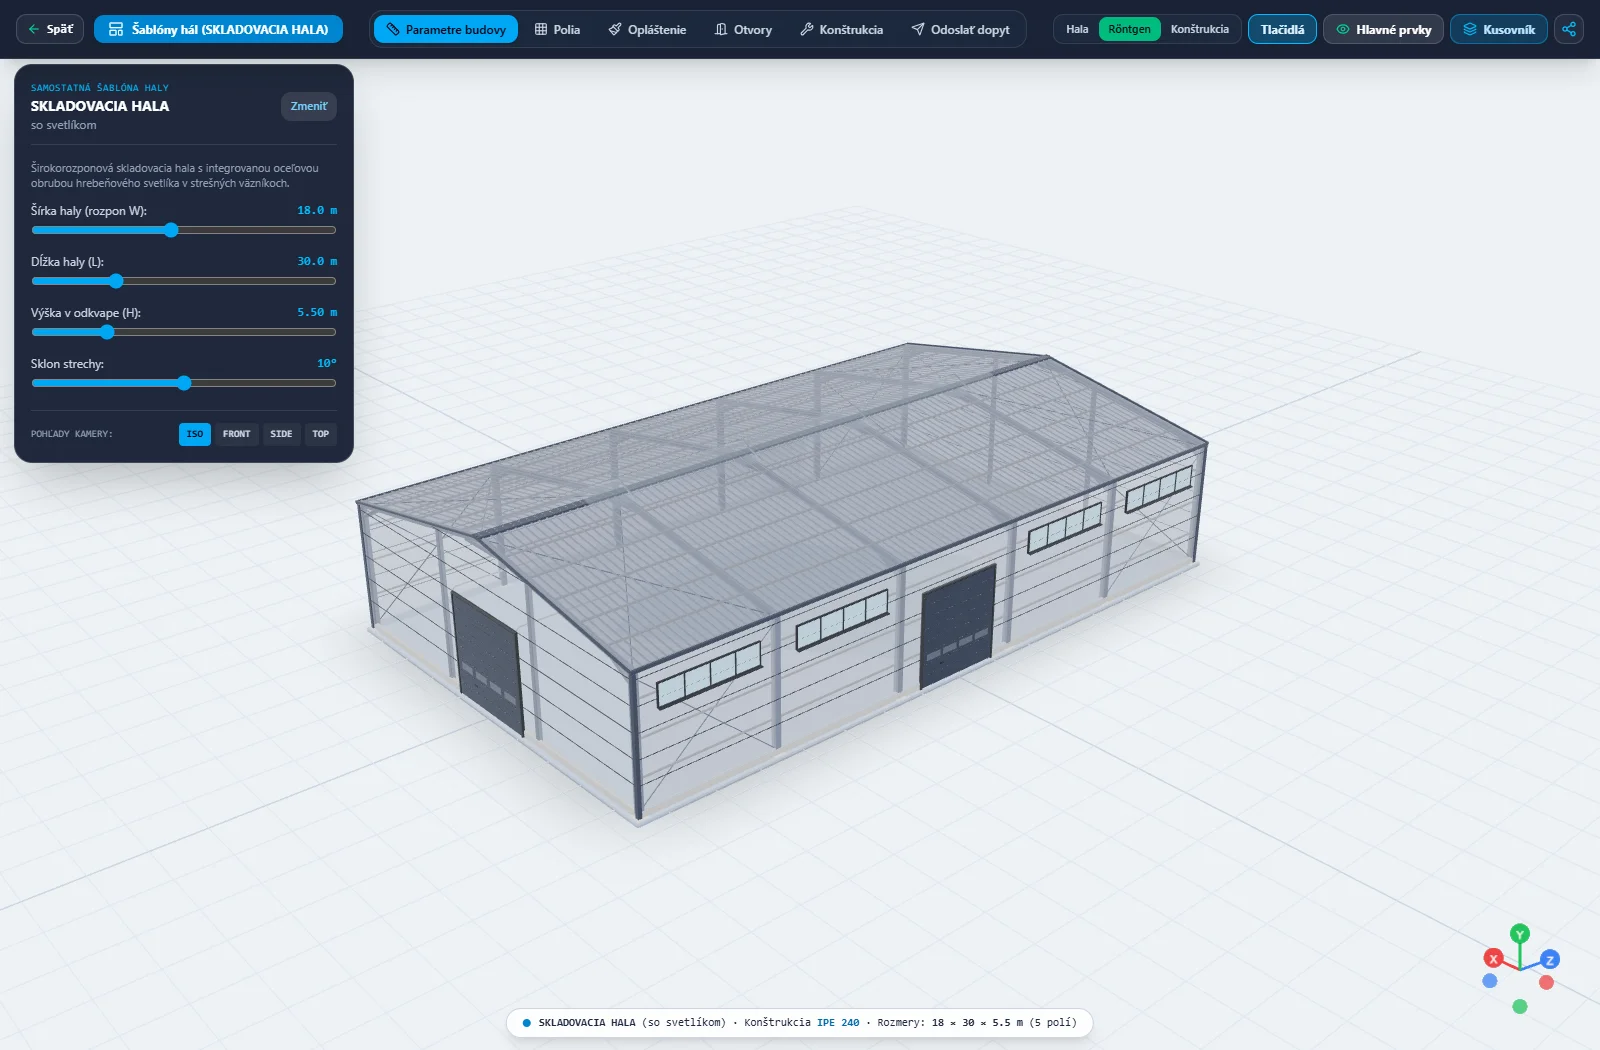 Späť
Šablóny hál (SKLADOVACIA HALA)
Parametre budovy
Polia
Opláštenie
Otvory
Konštrukcia
Odoslať dopyt
Hala
Röntgen
Konštrukcia
Tlačidlá
Hlavné prvky
Kusovník
SAMOSTATNÁ ŠABLÓNA HALY
SKLADOVACIA HALA
so svetlíkom
Zmeniť
Širokorozponová skladovacia hala s integrovanou oceľovou
obrubou hrebeňového svetlíka v strešných väzníkoch.
Šírka haly (rozpon W): 18.0 m
Dĺžka haly (L): 30.0 m
Výška v odkvape (H): 5.50 m
Sklon strechy: 10°
POHĽADY KAMERY: ISO FRONT SIDE TOP
Y
X
Z
SKLADOVACIA HALA (so svetlíkom) · Konštrukcia IPE 240 · Rozmery: 18 × 30 × 5.5 m (5 polí)